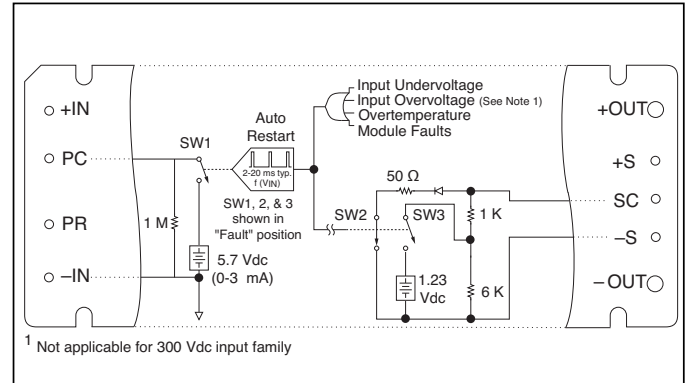 +IN
PC
PR
–IN
SW1
1 M
5.7 Vdc
(0-3 mA)
Auto
Restart
2-20 ms typ.
f (VIN)
SW1, 2, & 3
shown in
"Fault" position
Input Undervoltage
Input Overvoltage (See Note 1)
Overtemperature
Module Faults
50 Ω
SW2
SW3
1 K
1.23
Vdc
6 K
+OUT
+S
SC
–S
–OUT
1 Not applicable for 300 Vdc input family